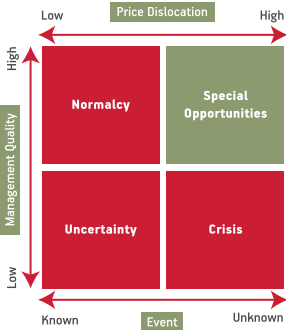 Price Dislocation
Low
High
High
Management Quality
Low
Normalcy
Special
Opportunities
Uncertainty
Crisis
Known
Event
Unknown